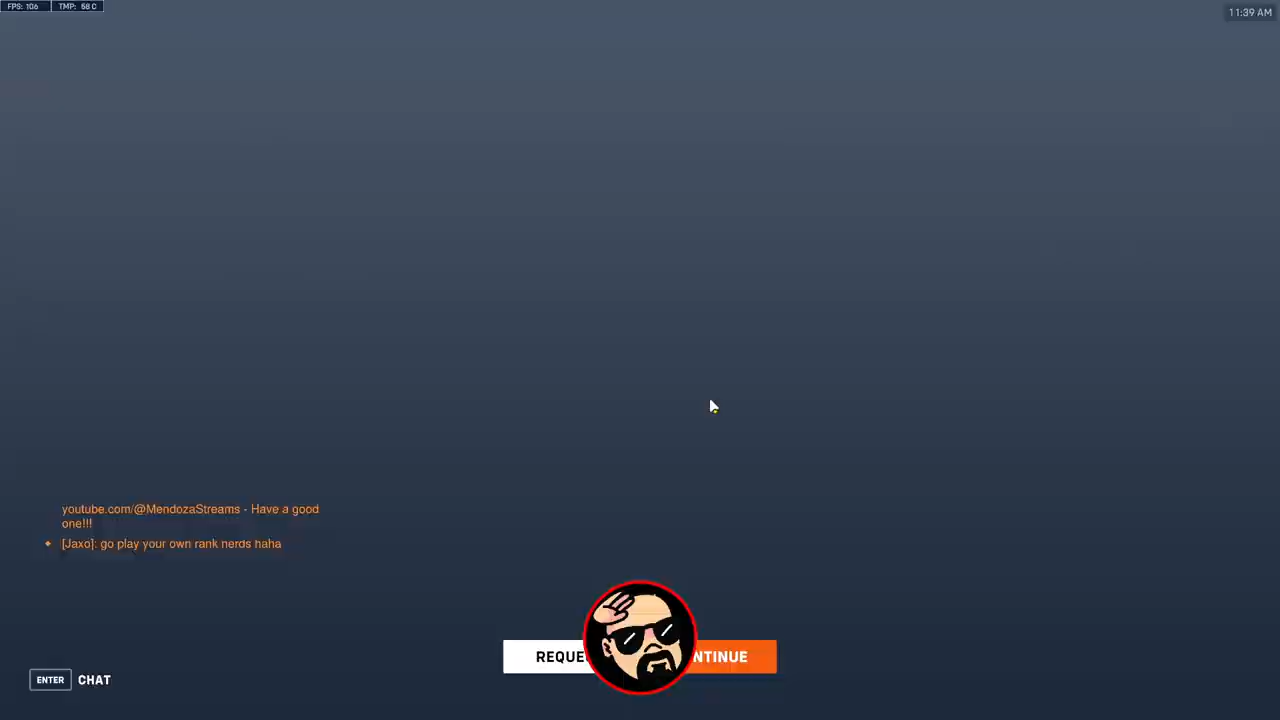 FPS: 106 TMP: 58 C
11:39 AM
youtube.com/@MendozaStreams - Have a good
one!!!
[Jaxo]: go play your own rank nerds haha
REQUE NTINUE
ENTER CHAT